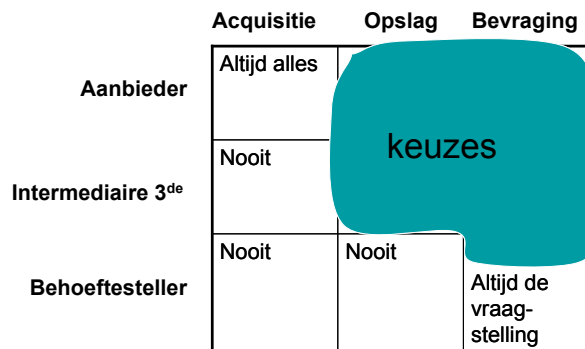 Acquisitie Opslag Bevraging
Aanbieder
Altijd alles
keuzes
Intermediaire 3de
Nooit
Behoeftesteller
Nooit
Nooit
Altijd de
vraag-
stelling